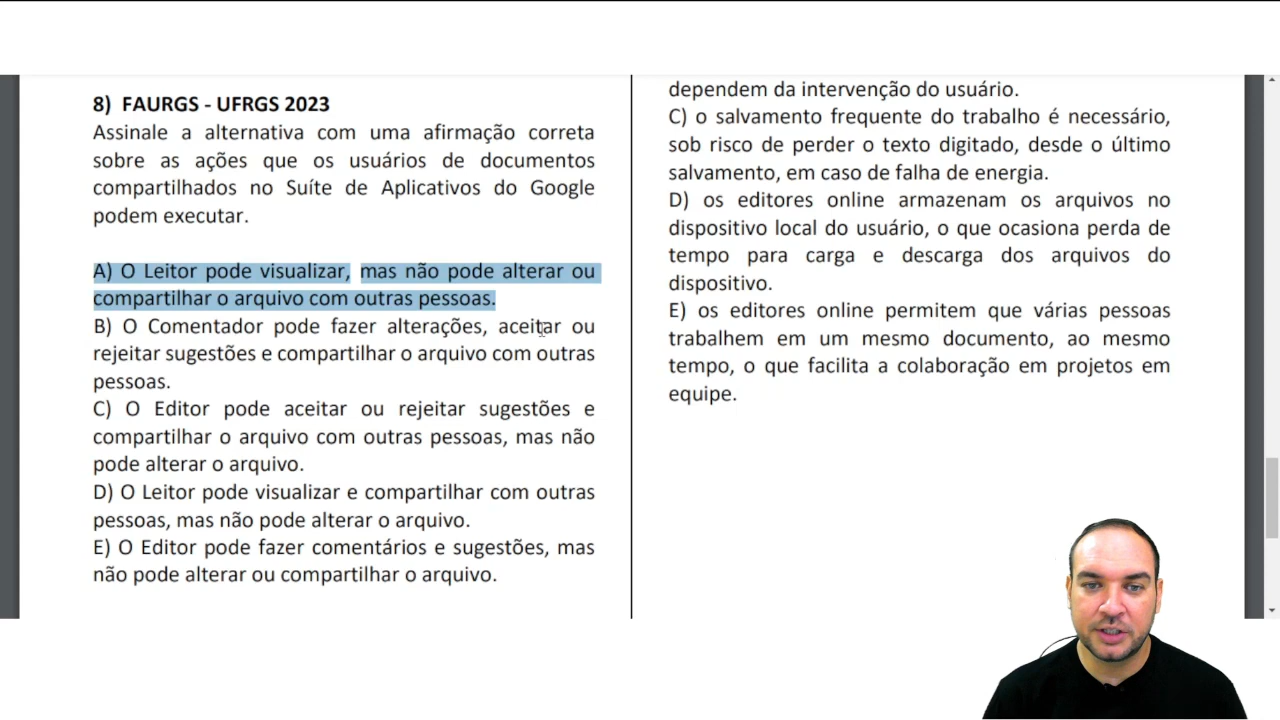 8) FAURGS - UFRGS 2023
Assinale a alternativa com uma afirmação correta
sobre as ações que os usuários de documentos
compartilhados no Suíte de Aplicativos do Google
podem executar.
A) O Leitor pode visualizar, mas não pode alterar ou
compartilhar o arquivo com outras pessoas.
B) O Comentador pode fazer alterações, aceitar ou
rejeitar sugestões e compartilhar o arquivo com outras
pessoas.
C) O Editor pode aceitar ou rejeitar sugestões e
compartilhar o arquivo com outras pessoas, mas não
pode alterar o arquivo.
D) O Leitor pode visualizar e compartilhar com outras
pessoas, mas não pode alterar o arquivo.
E) O Editor pode fazer comentários e sugestões, mas
não pode alterar ou compartilhar o arquivo.
dependem da intervenção do usuário.
C) o salvamento frequente do trabalho é necessário,
sob risco de perder o texto digitado, desde o último
salvamento, em caso de falha de energia.
D) os editores online armazenam os arquivos no
dispositivo local do usuário, o que ocasiona perda de
tempo para carga e descarga dos arquivos do
dispositivo.
E) os editores online permitem que várias pessoas
trabalhem em um mesmo documento, ao mesmo
tempo, o que facilita a colaboração em projetos em
equipe.